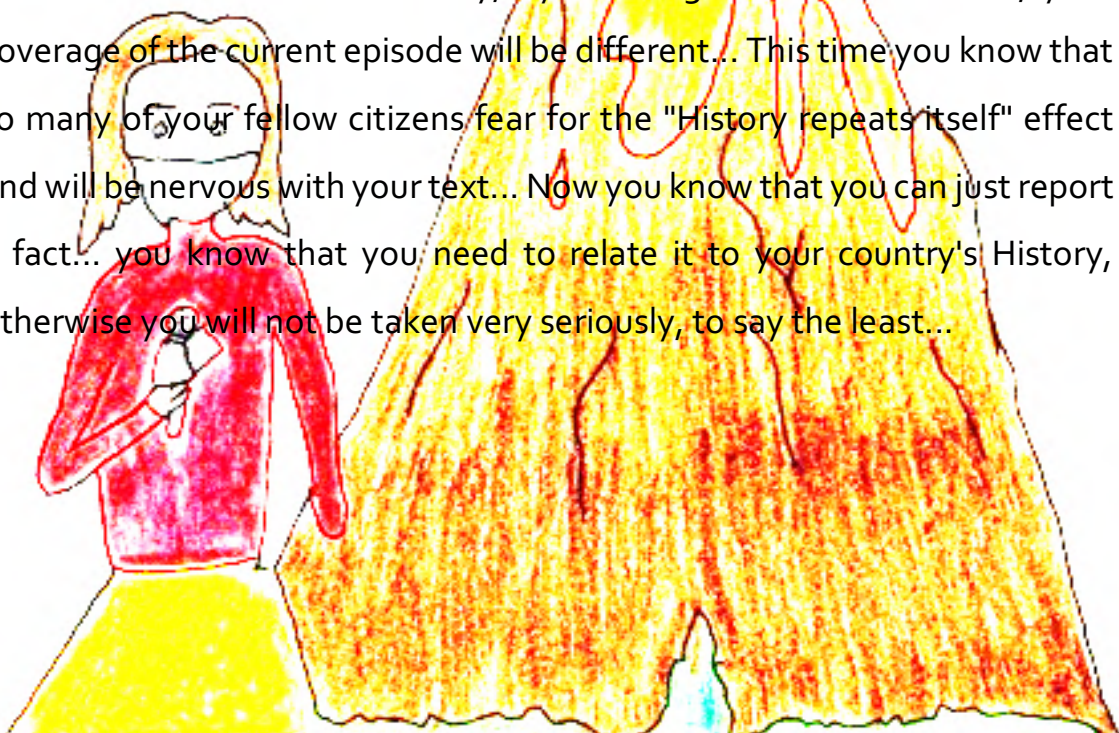 overage of the current episode will be different... This time you know that
o many of your fellow citizens fear for the "History repeats itself" effect
nd will be nervous with your text... Now you know that you can just report
fact... you know that you need to relate it to your country's History,
therwise you will not be taken very seriously, to say the least...